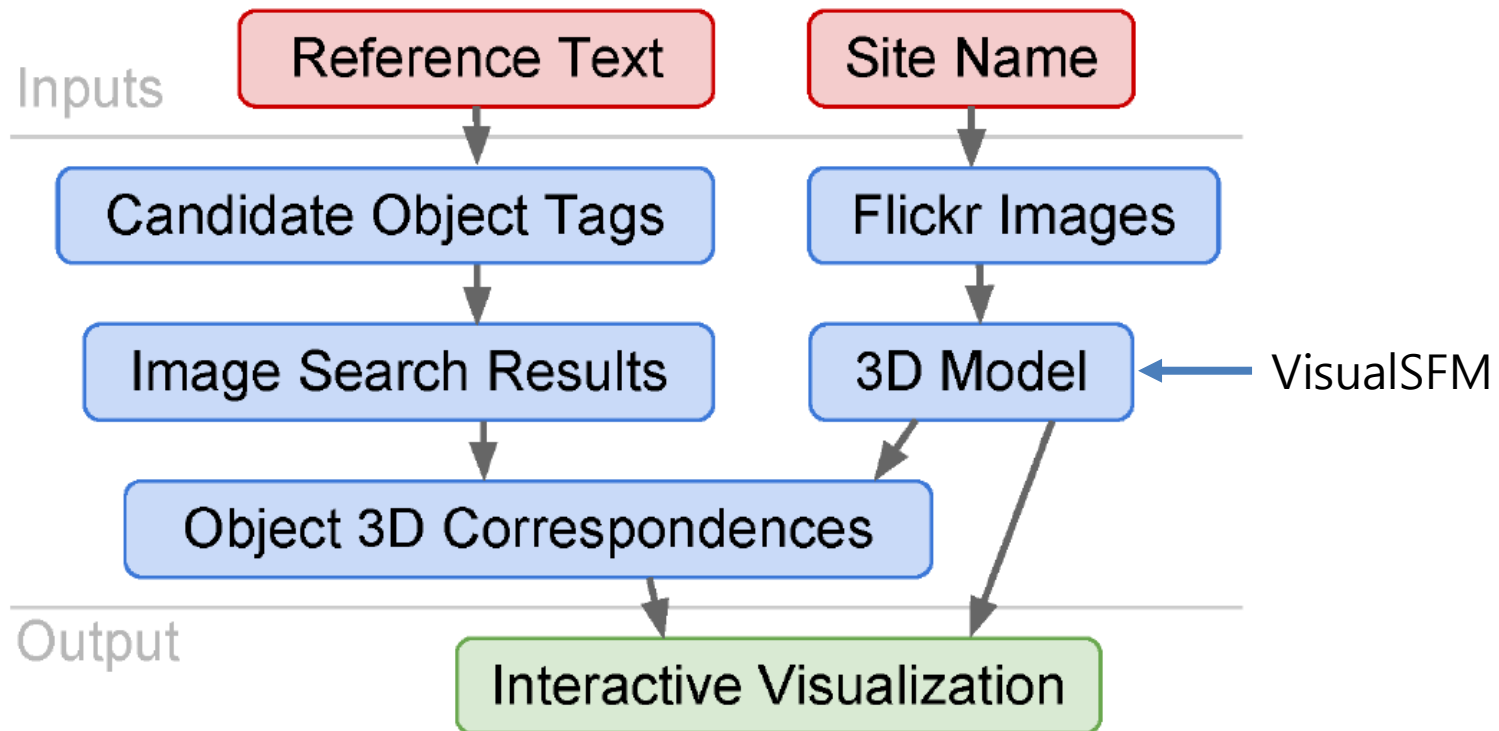 Inputs
Reference Text
Site Name
Candidate Object Tags
Flickr Images
Image Search Results
3D Model
VisualSFM
Object 3D Correspondences
Output
Interactive Visualization